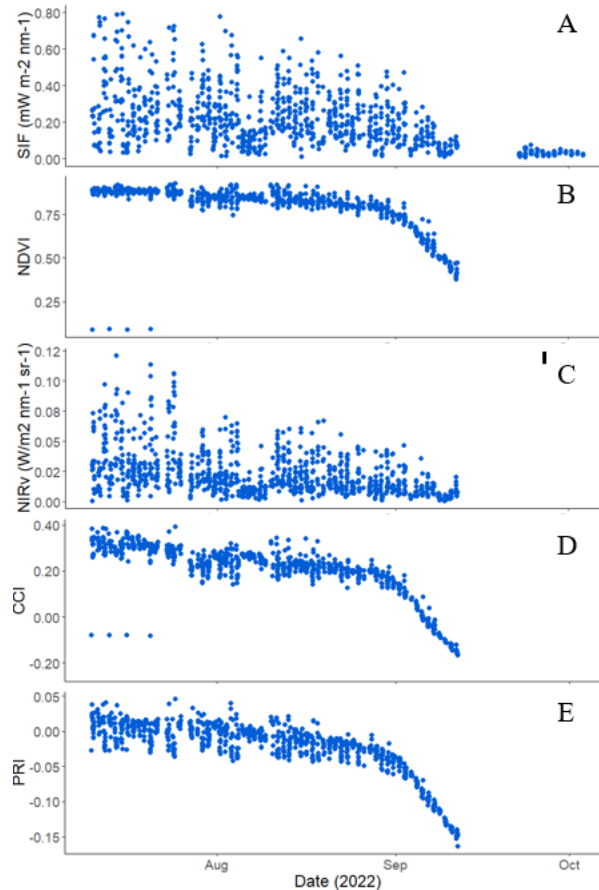 A
SIF (mW m-2 nm-1)
0.80
0.60
0.40
0.20
0.00
B
NDVI
0.75
0.50
0.25
C
NIRv (W/m2 nm-1 sr-1)
0.12
0.10
0.08
0.05
0.02
0.00
D
CCI
0.40
0.20
0.00
-0.20
E
PRI
0.05
0.00
-0.05
-0.10
-0.15
Aug Sep Oct
Date (2022)